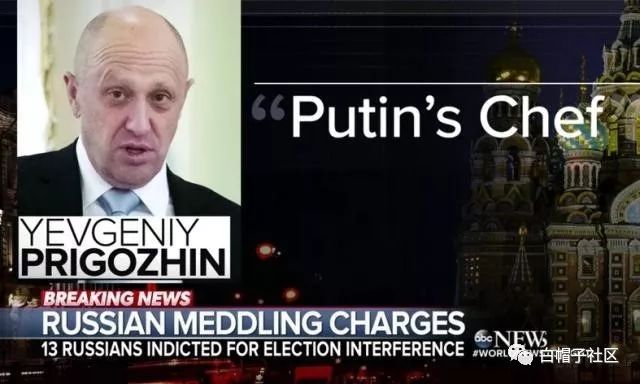 “Putin’s Chef
YEVGENIY
PRIGOZHIN
BREAKING NEWS
RUSSIAN MEDDLING CHARGES
13 RUSSIANS INDICTED FOR ELECTION INTERFERENCE
abc NEWS
白帽子社区